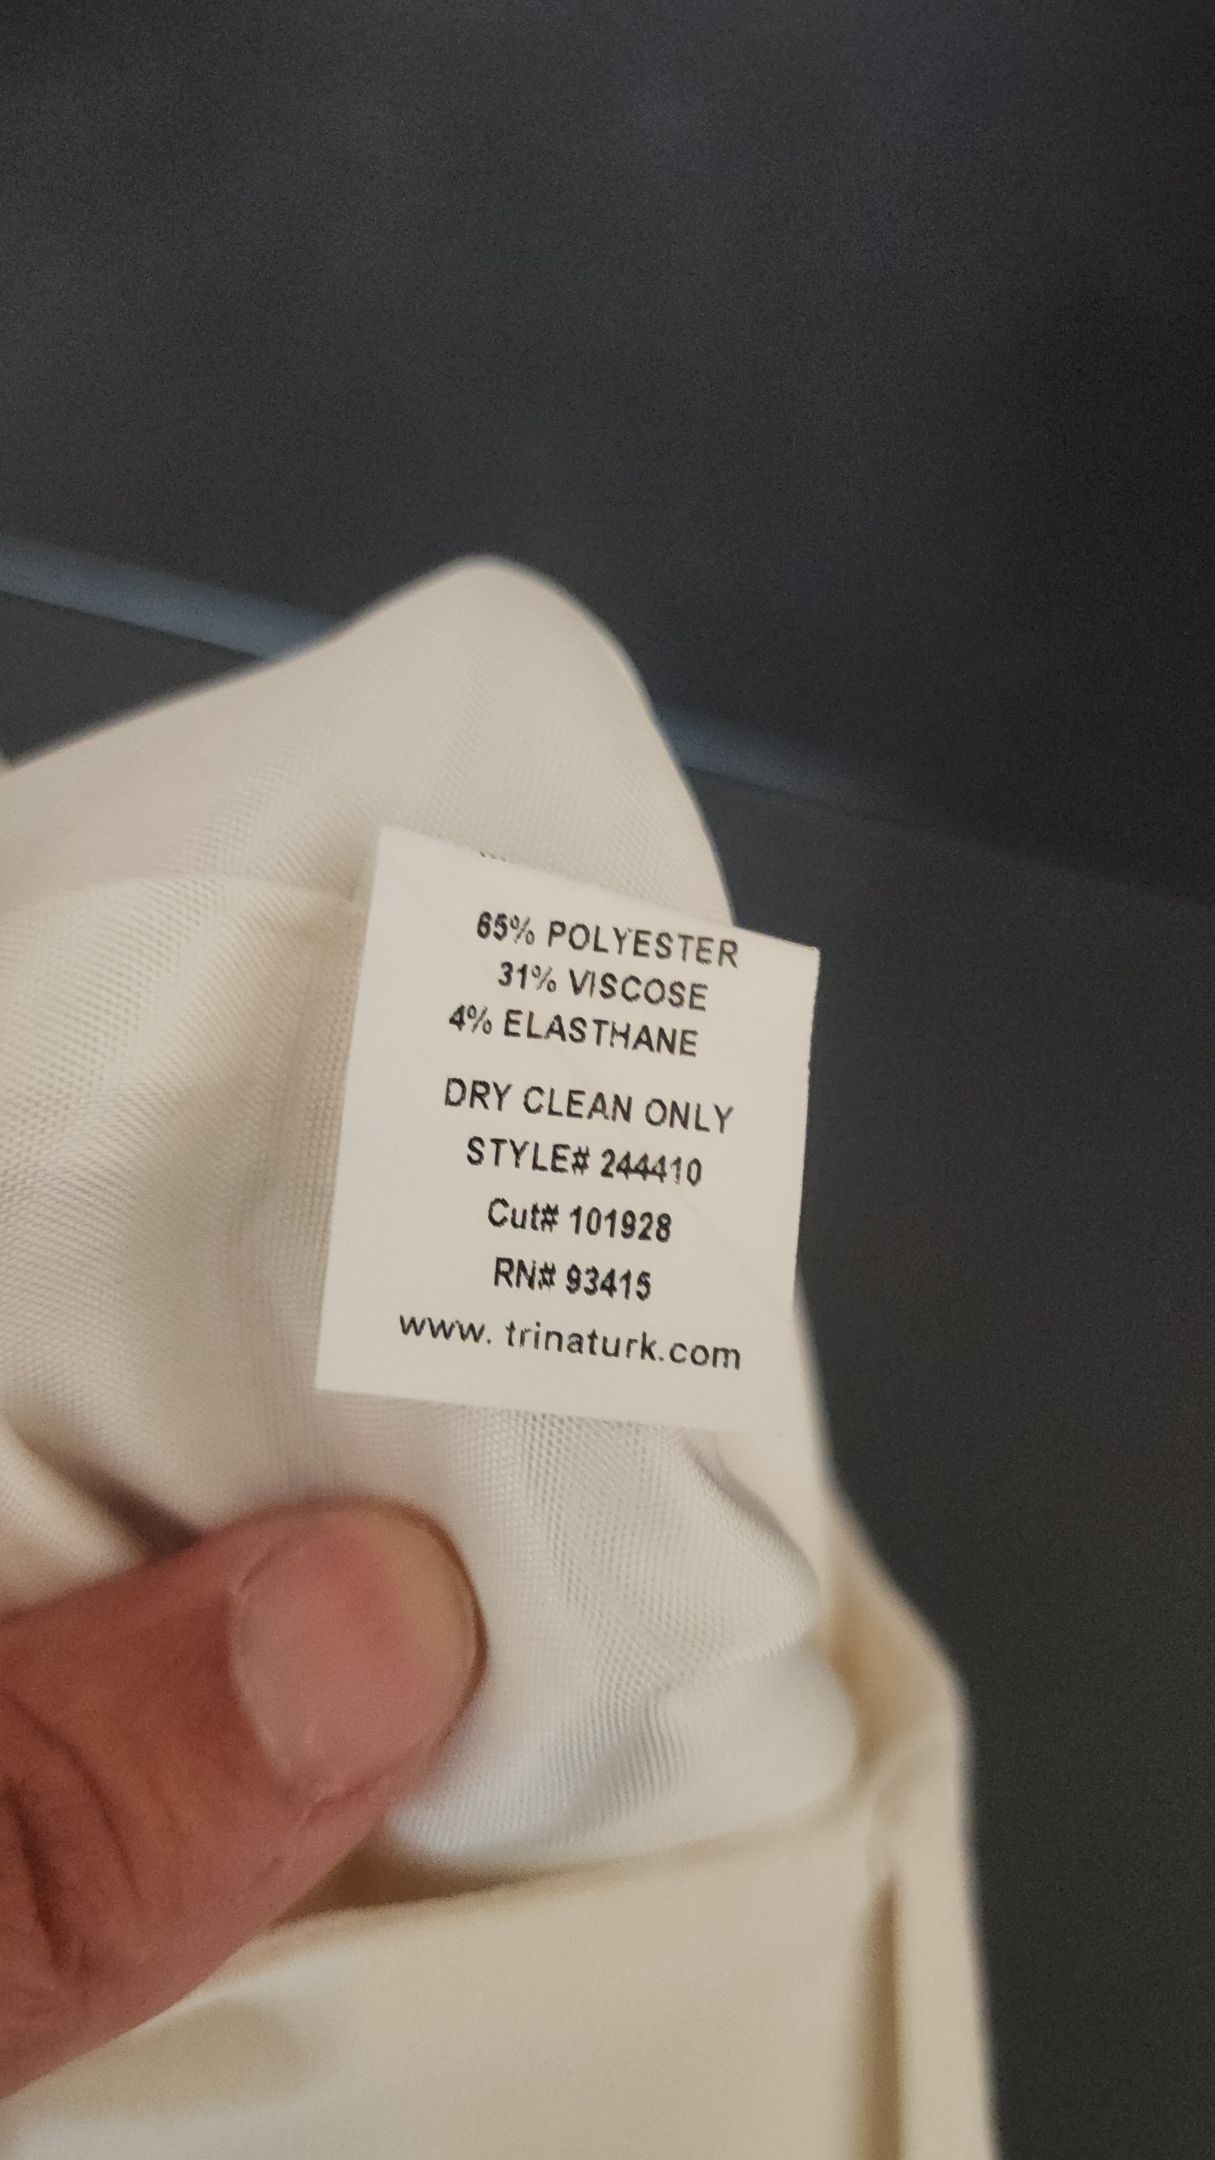 65% POLYESTER
31% VISCOSE
4% ELASTHANE
DRY CLEAN ONLY
STYLE# 244410
Cut# 101928
RN# 93415
www. trinaturk.com